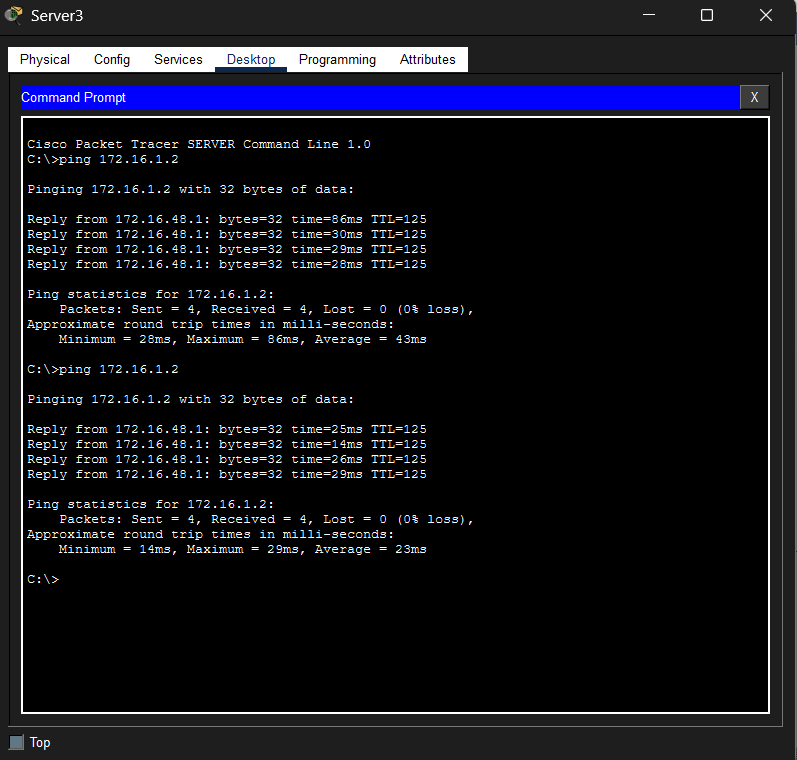 Server3
Physical Config Services Desktop Programming Attributes
Command Prompt
X
Cisco Packet Tracer SERVER Command Line 1.0
C:\>ping 172.16.1.2
Pinging 172.16.1.2 with 32 bytes of data:
Reply from 172.16.48.1: bytes=32 time=86ms TTL=125
Reply from 172.16.48.1: bytes=32 time=30ms TTL=125
Reply from 172.16.48.1: bytes=32 time=29ms TTL=125
Reply from 172.16.48.1: bytes=32 time=28ms TTL=125
Ping statistics for 172.16.1.2:
    Packets: Sent = 4, Received = 4, Lost = 0 (0% loss),
Approximate round trip times in milli-seconds:
    Minimum = 28ms, Maximum = 86ms, Average = 43ms
C:\>ping 172.16.1.2
Pinging 172.16.1.2 with 32 bytes of data:
Reply from 172.16.48.1: bytes=32 time=25ms TTL=125
Reply from 172.16.48.1: bytes=32 time=14ms TTL=125
Reply from 172.16.48.1: bytes=32 time=26ms TTL=125
Reply from 172.16.48.1: bytes=32 time=29ms TTL=125
Ping statistics for 172.16.1.2:
    Packets: Sent = 4, Received = 4, Lost = 0 (0% loss),
Approximate round trip times in milli-seconds:
    Minimum = 14ms, Maximum = 29ms, Average = 23ms
C:\>
Top